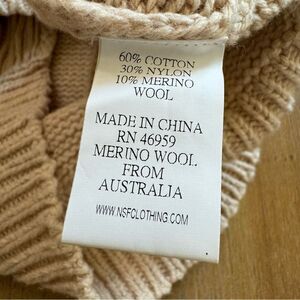 60% COTTON
30% NYLON
10% MERINO
WOOL
MADE IN CHINA
RN 46959
MERINO WOOL
FROM
AUSTRALIA
WWW.NSFCLOTHING.COM